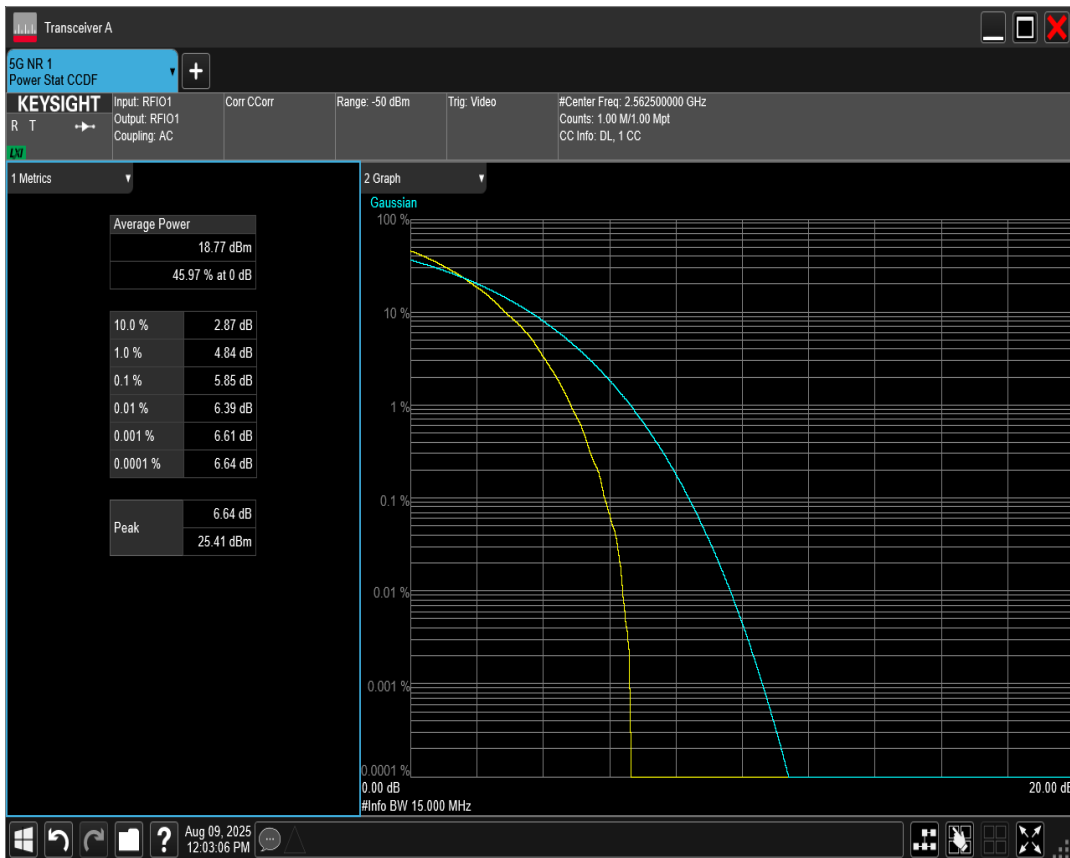 Transceiver A
5G NR 1
Power Stat CCDF
+
KEYSIGHT
R T
LXI
Input: RFIO1
Output: RFIO1
Coupling: AC
Corr CCorr
Range: -50 dBm
Trig: Video
#Center Freq: 2.562500000 GHz
Counts: 1.00 M/1.00 Mpt
CC Info: DL, 1 CC
1 Metrics
Average Power
18.77 dBm
45.97 % at 0 dB
10.0 % 2.87 dB
1.0 % 4.84 dB
0.1 % 5.85 dB
0.01 % 6.39 dB
0.001 % 6.61 dB
0.0001 % 6.64 dB
Peak
6.64 dB
25.41 dBm
2 Graph
Gaussian
100 %
10 %
1 %
0.1 %
0.01 %
0.001 %
0.0001 %
0.00 dB 20.00 dB
#Info BW 15.000 MHz
?
Aug 09, 2025
12:03:06 PM